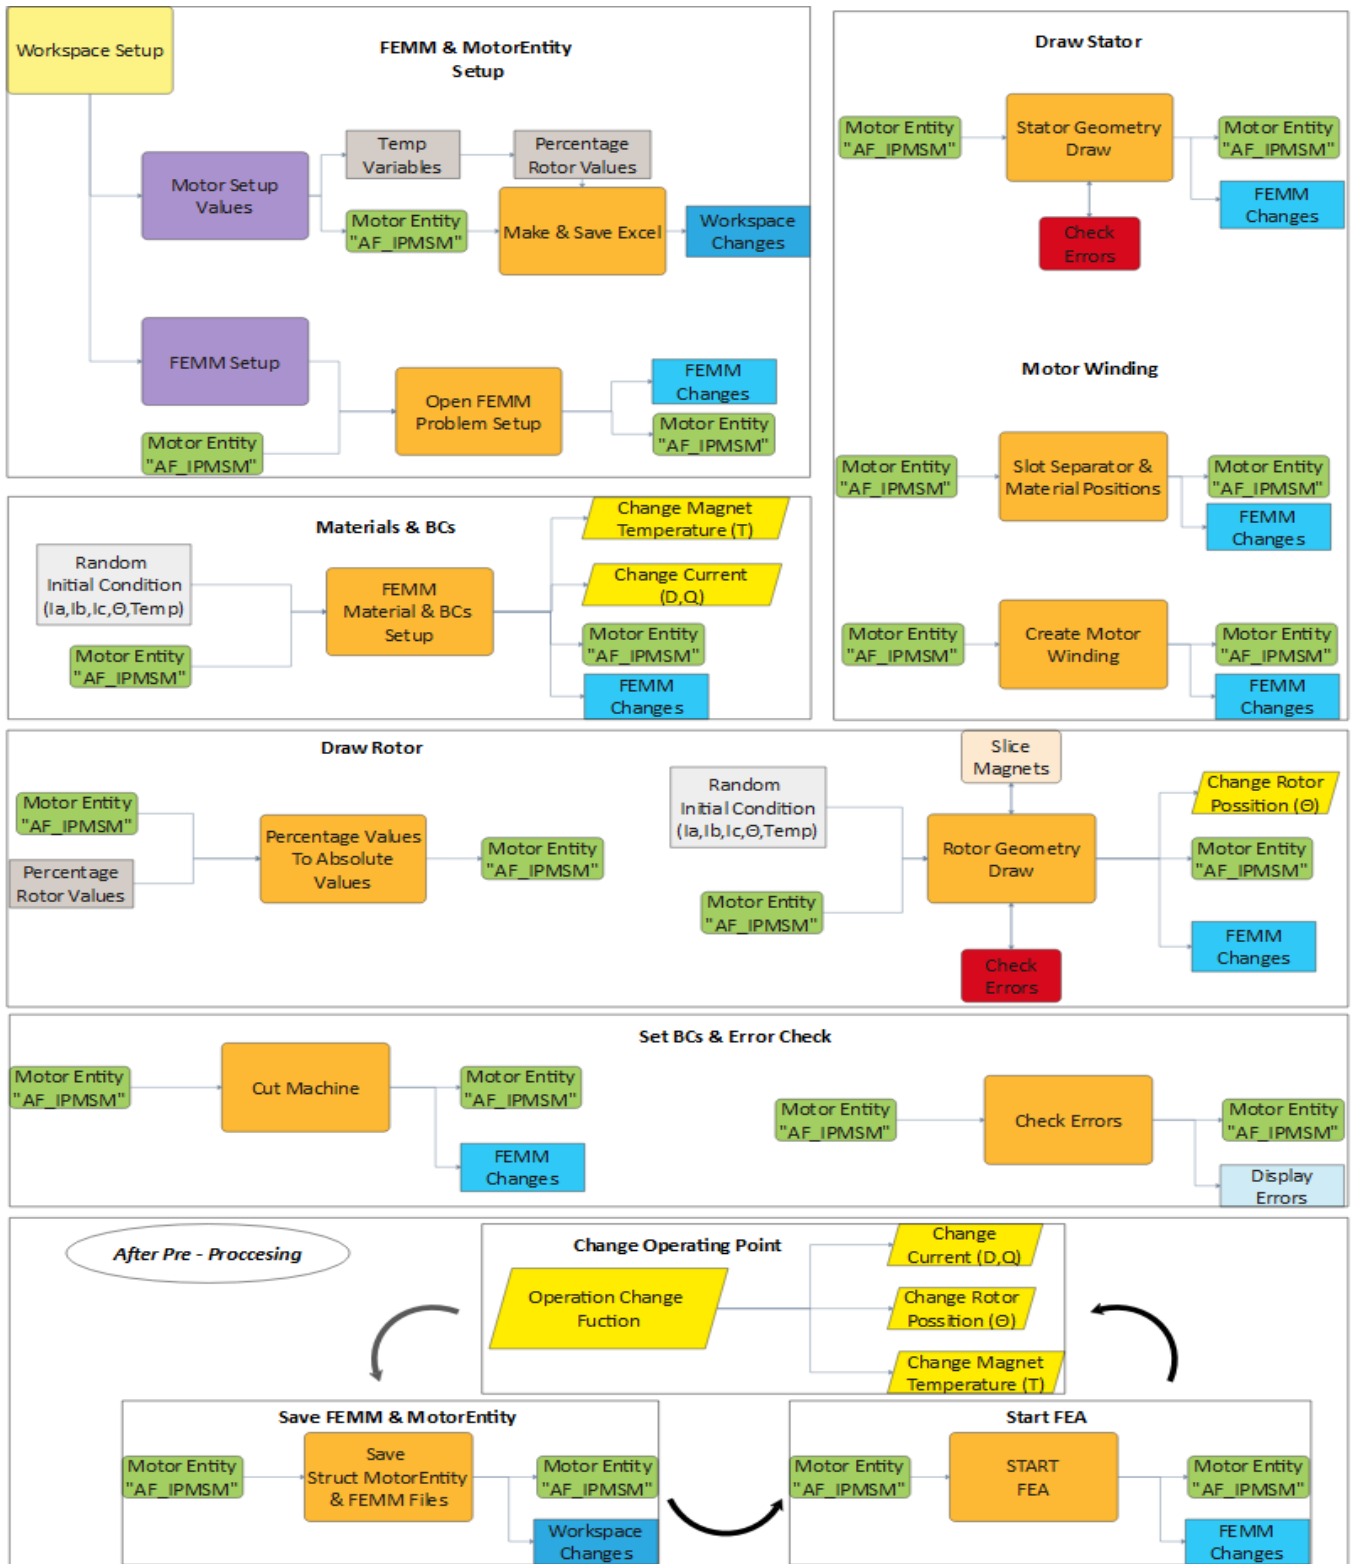 Workspace Setup
FEMM & MotorEntity
Setup
Motor Setup
Values
Temp
Variables
Percentage
Rotor Values
Motor Entity
"AF_IPMSM"
Make & Save Excel
Workspace
Changes
FEMM Setup
Motor Entity
"AF_IPMSM"
Open FEMM
Problem Setup
FEMM
Changes
Motor Entity
"AF_IPMSM"
Draw Stator
Motor Entity
"AF_IPMSM"
Stator Geometry
Draw
Motor Entity
"AF_IPMSM"
FEMM
Changes
Check
Errors
Motor Winding
Motor Entity
"AF_IPMSM"
Slot Separator &
Material Positions
Motor Entity
"AF_IPMSM"
FEMM
Changes
Motor Entity
"AF_IPMSM"
Create Motor
Winding
Motor Entity
"AF_IPMSM"
FEMM
Changes
Materials & BCs
Random
Initial Condition
(Ia,Ib,Ic,Θ,Temp)
Motor Entity
"AF_IPMSM"
FEMM
Material & BCs
Setup
Change Magnet
Temperature (T)
Change Current
(D,Q)
Motor Entity
"AF_IPMSM"
FEMM
Changes
Draw Rotor
Motor Entity
"AF_IPMSM"
Percentage
Rotor Values
Percentage Values
To Absolute
Values
Motor Entity
"AF_IPMSM"
Random
Initial Condition
(Ia,Ib,Ic,Θ,Temp)
Motor Entity
"AF_IPMSM"
Slice
Magnets
Rotor Geometry
Draw
Check
Errors
Change Rotor
Possition (Θ)
Motor Entity
"AF_IPMSM"
FEMM
Changes
Set BCs & Error Check
Motor Entity
"AF_IPMSM"
Cut Machine
Motor Entity
"AF_IPMSM"
FEMM
Changes
Motor Entity
"AF_IPMSM"
Check Errors
Motor Entity
"AF_IPMSM"
Display
Errors
After Pre - Proccesing
Change Operating Point
Operation Change
Fuction
Change
Current (D,Q)
Change Rotor
Possition (Θ)
Change Magnet
Temperature (T)
Save FEMM & MotorEntity
Motor Entity
"AF_IPMSM"
Save
Struct MotorEntity
& FEMM Files
Motor Entity
"AF_IPMSM"
Workspace
Changes
Start FEA
Motor Entity
"AF_IPMSM"
START
FEA
Motor Entity
"AF_IPMSM"
FEMM
Changes